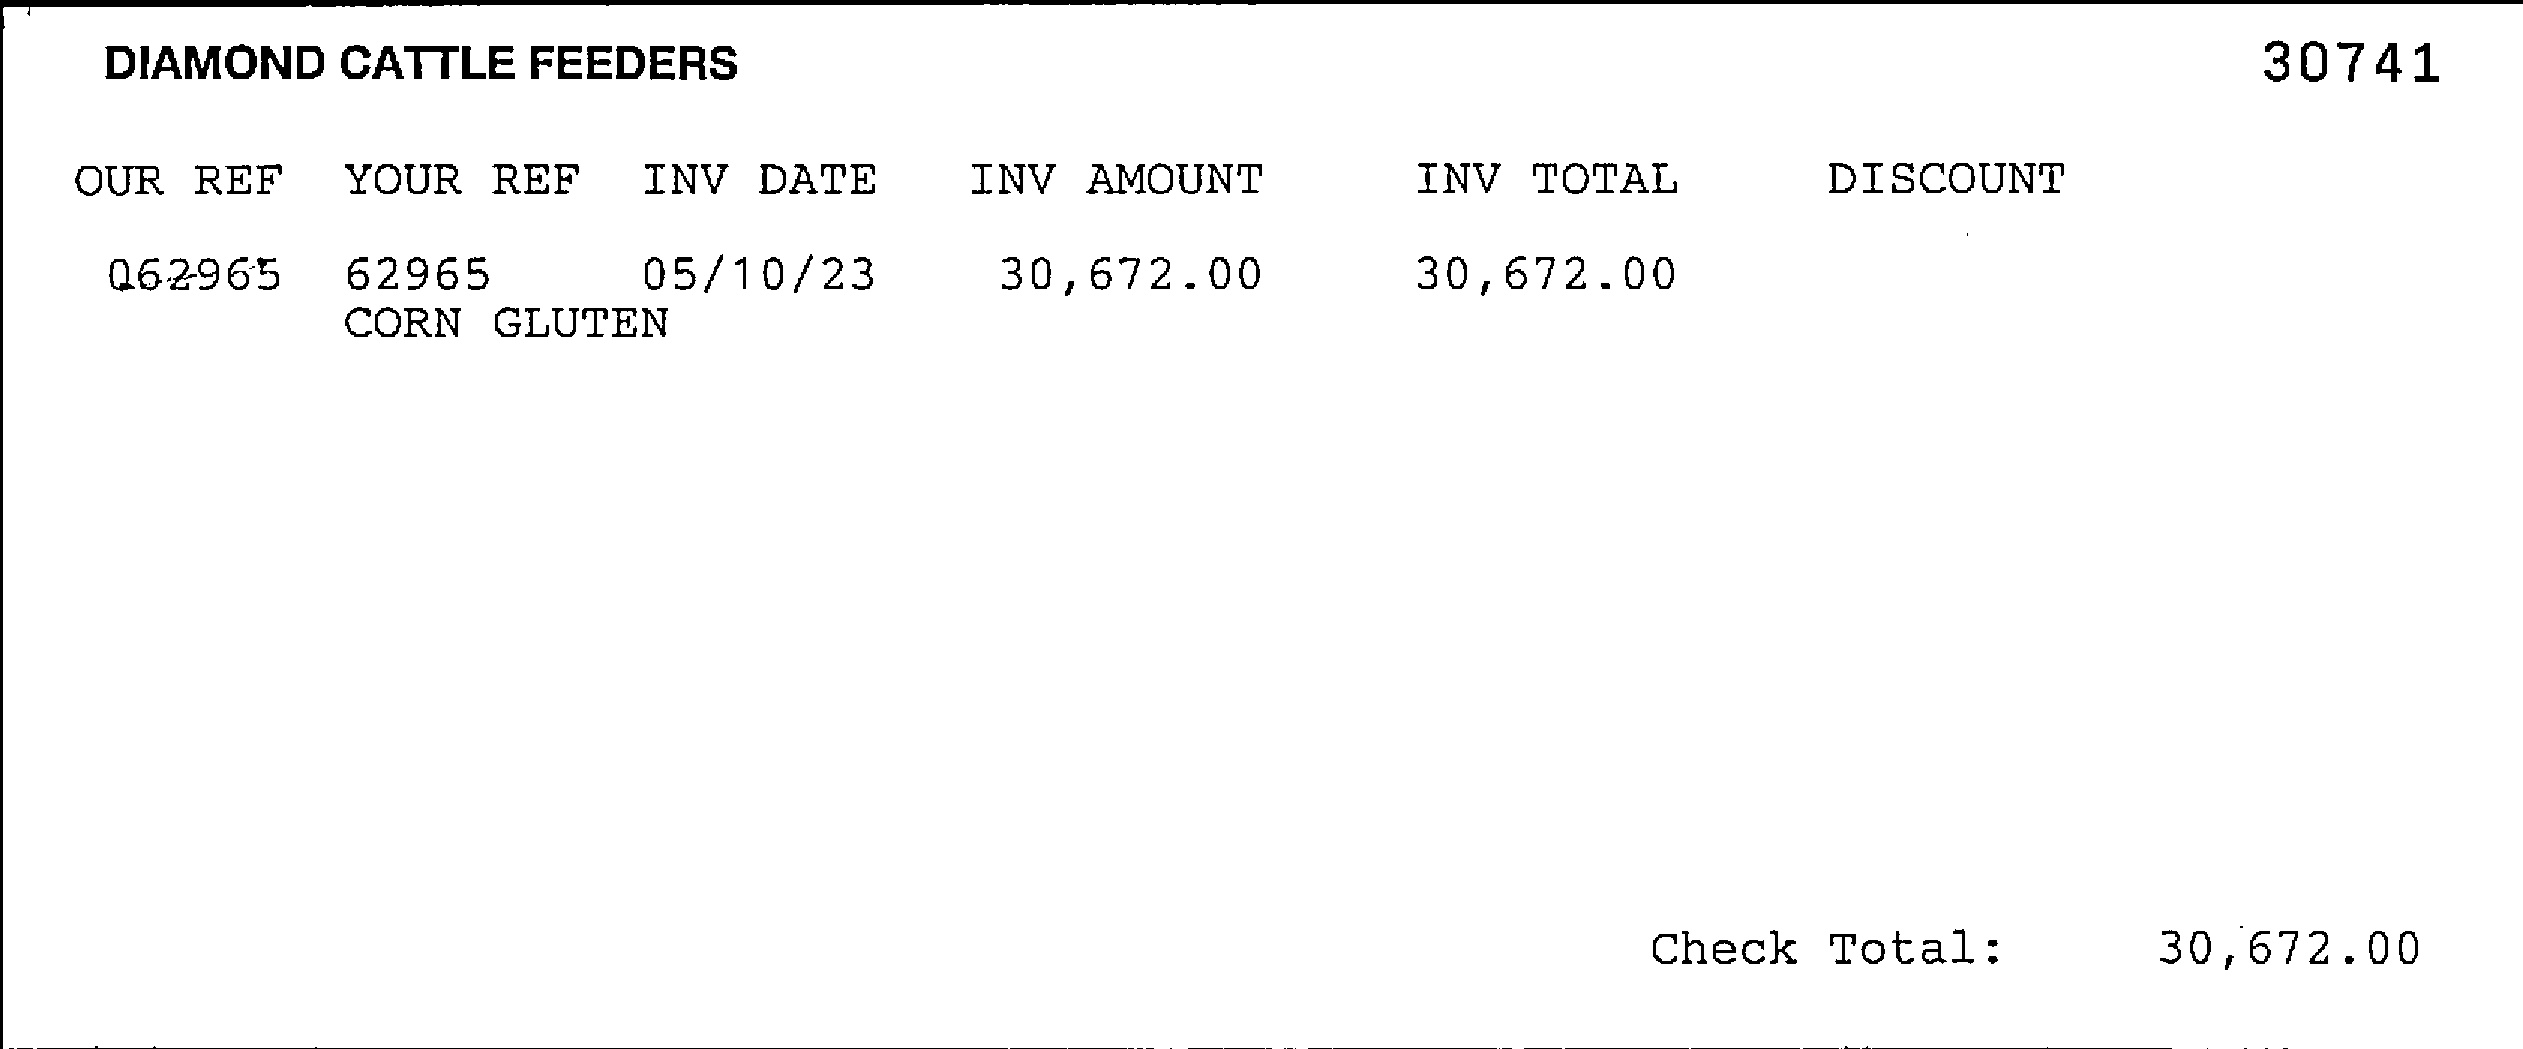 DIAMOND CATTLE FEEDERS 30741
OUR REF YOUR REF INV DATE INV AMOUNT INV TOTAL DISCOUNT
062965 62965 05/10/23 30,672.00 30,672.00
CORN GLUTEN
Check Total: 30,672.00